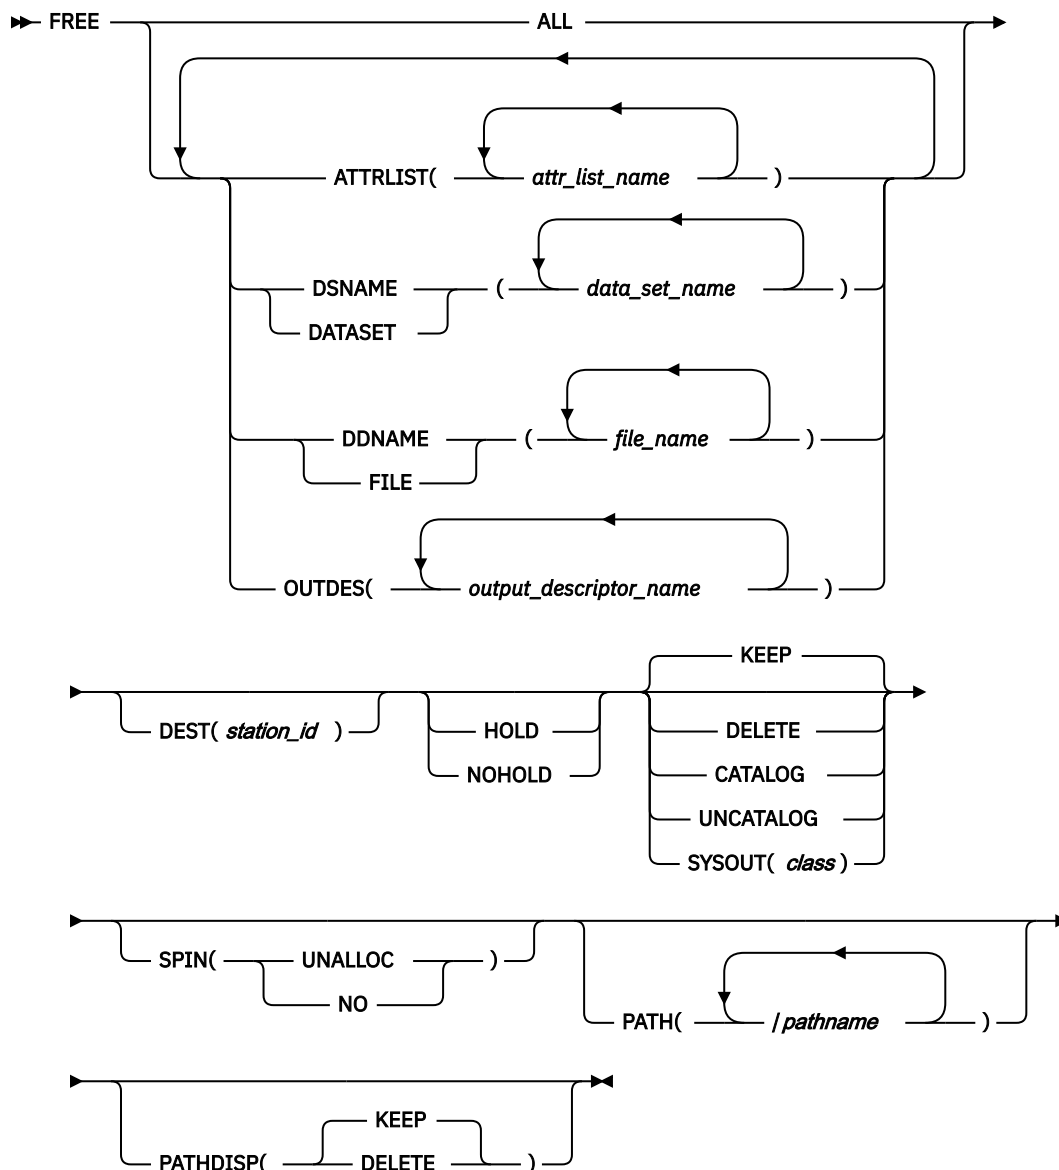 FREE ALL
ATTRLIST( attr_list_name )
DSNAME ( data_set_name )
DATASET
DDNAME ( file_name )
FILE
OUTDES( output_descriptor_name )
KEEP
DEST( station_id ) HOLD DELETE
NOHOLD CATALOG
UNCATALOG
SYSOUT( class )
SPIN( UNALLOC )
NO
PATH( /pathname )
KEEP
PATHDISP( DELETE )